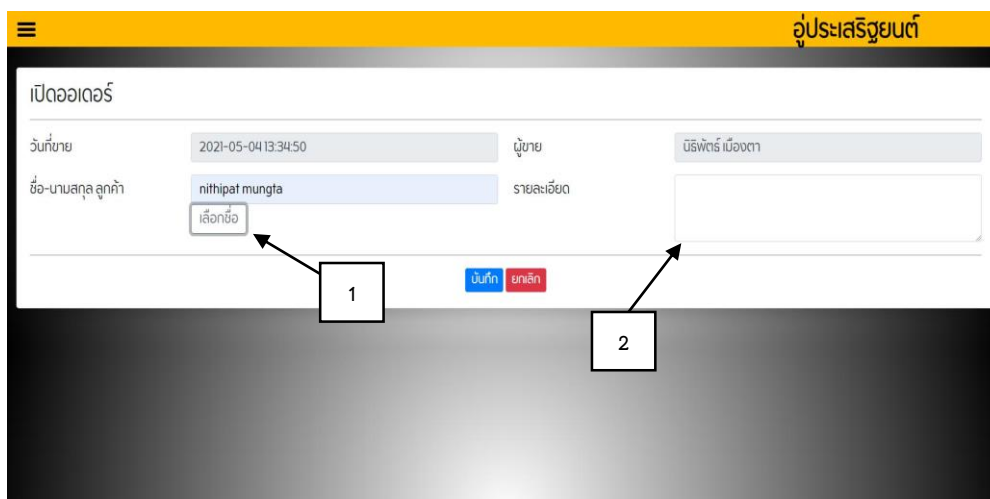 อู่ประเสริฐยนต์
เปิดออเดอร์
วันที่ขาย 2021-05-04 13:34:50 ผู้ขาย นิธิพัตร์ เมืองตา
ชื่อ-นามสกุล ลูกค้า nithipat mungta รายละเอียด
เลือกชื่อ
บันทึก ยกเลิก
1
2